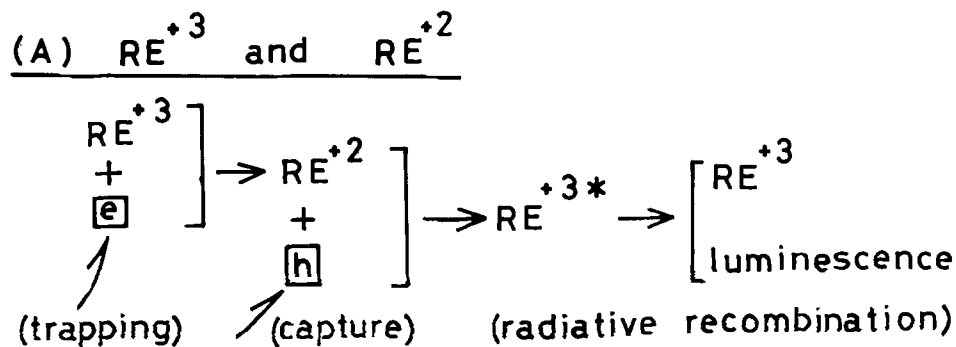 (A) RE+3 and RE+2
RE+3
+
e
→ RE+2
+
h
→ RE+3* → RE+3
luminescence
(trapping) (capture) (radiative recombination)